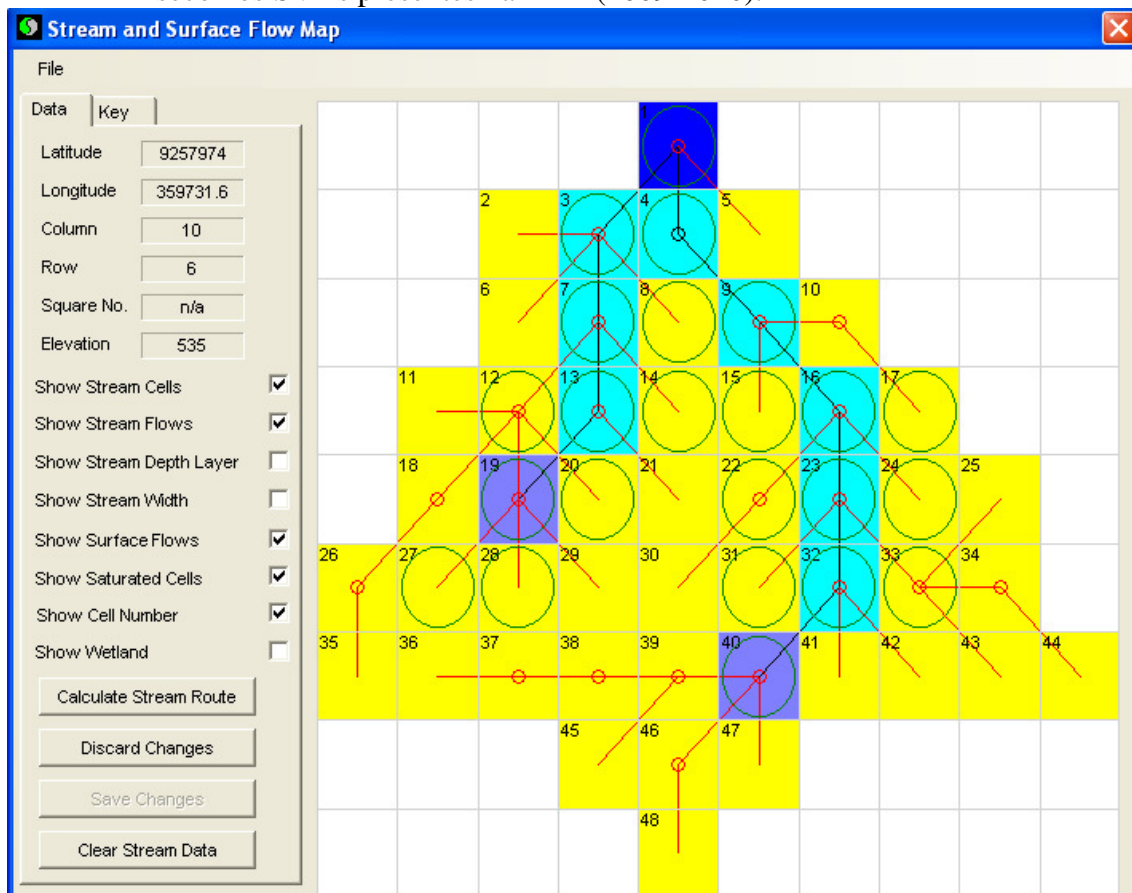 Stream and Surface Flow Map
File
Data Key
Latitude 9257974
Longitude 359731.6
Column 10
Row 6
Square No. n/a
Elevation 535
Show Stream Cells
Show Stream Flows
Show Stream Depth Layer
Show Stream Width
Show Surface Flows
Show Saturated Cells
Show Cell Number
Show Wetland
Calculate Stream Route
Discard Changes
Save Changes
Clear Stream Data
1
2 3 4 5
6 7 8 9 10
11 12 13 14 15 16 17
18 19 20 21 22 23 24 25
26 27 28 29 30 31 32 33 34
35 36 37 38 39 40 41 42 43 44
45 46 47
48